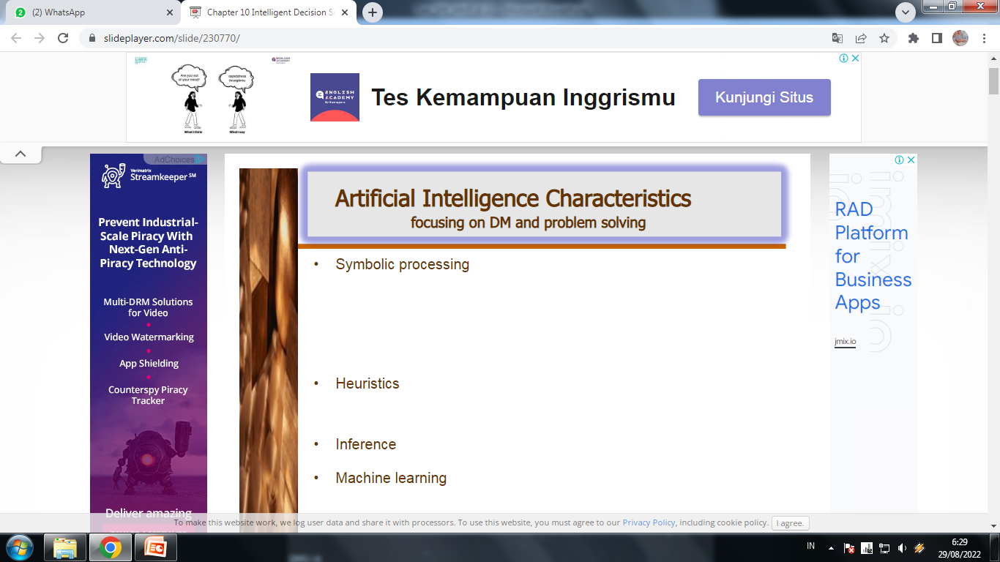 (2) WhatsApp
Chapter 10 Intelligent Decision S
slideplayer.com/slide/230770/
Are you out
of your mind?
What I think
What I say
ENGLISH
ACADEMY
Tes Kemampuan Inggrismu
Kunjungi Situs
AdChoices
Verimatrix
Streamkeeper SM
Prevent Industrial-
Scale Piracy With
Next-Gen Anti-
Piracy Technology
Multi-DRM Solutions
for Video
Video Watermarking
App Shielding
Counterspy Piracy
Tracker
Deliver amazing
Artificial Intelligence Characteristics
focusing on DM and problem solving
• Symbolic processing
• Heuristics
• Inference
• Machine learning
RAD
Platform
for
Business
Apps
jmix.io
To make this website work, we log user data and share it with processors. To use this website, you must agree to our Privacy Policy, including cookie policy.
I agree.
IN
6:29
29/08/2022